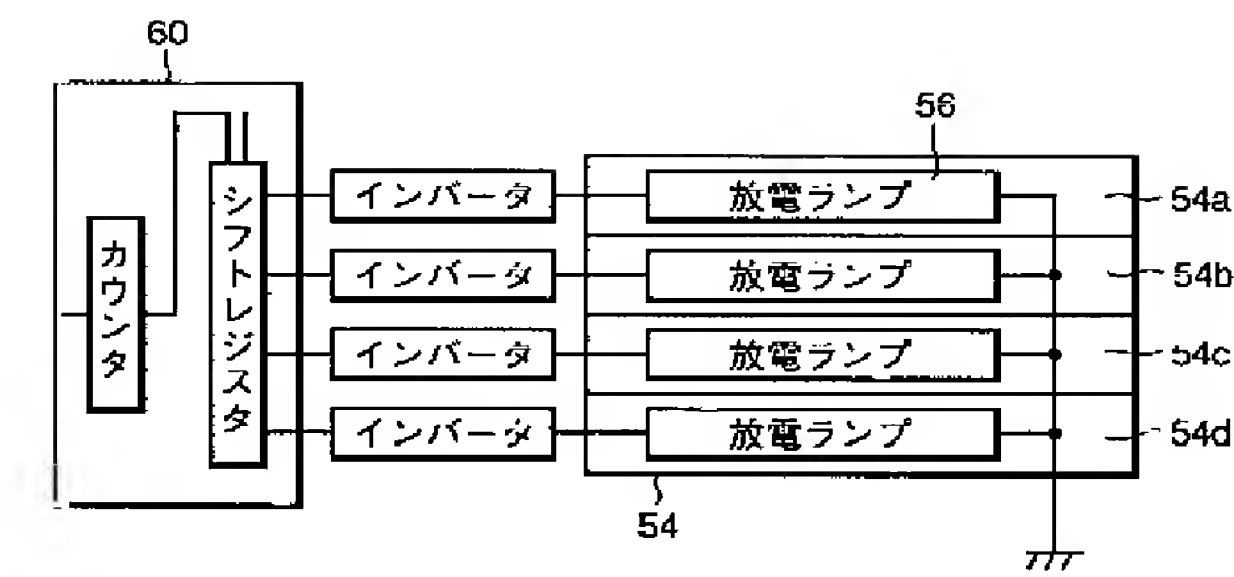 60
56
カウンタ
シフトレジスタ
インバータ
放電ランプ
54a
インバータ
放電ランプ
54b
インバータ
放電ランプ
54c
インバータ
放電ランプ
54d
54